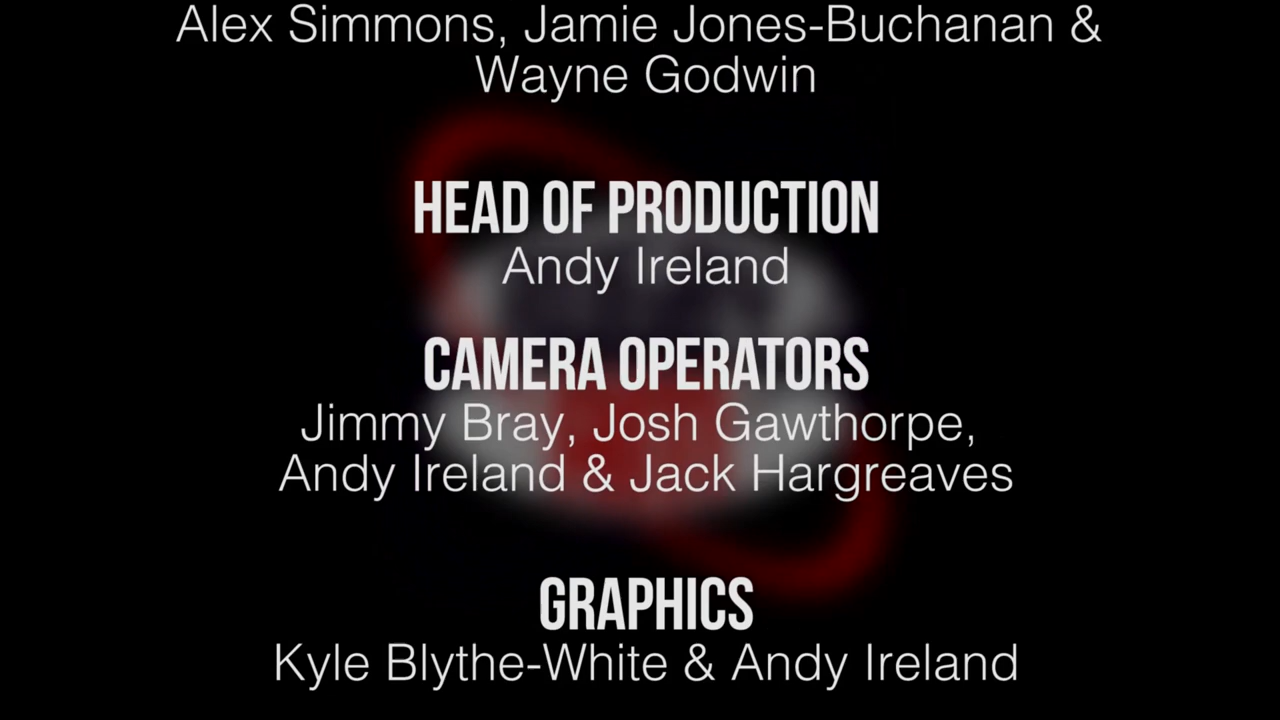 Alex Simmons, Jamie Jones-Buchanan &
Wayne Godwin
HEAD OF PRODUCTION
Andy Ireland
CAMERA OPERATORS
Jimmy Bray, Josh Gawthorpe,
Andy Ireland & Jack Hargreaves
GRAPHICS
Kyle Blythe-White & Andy Ireland